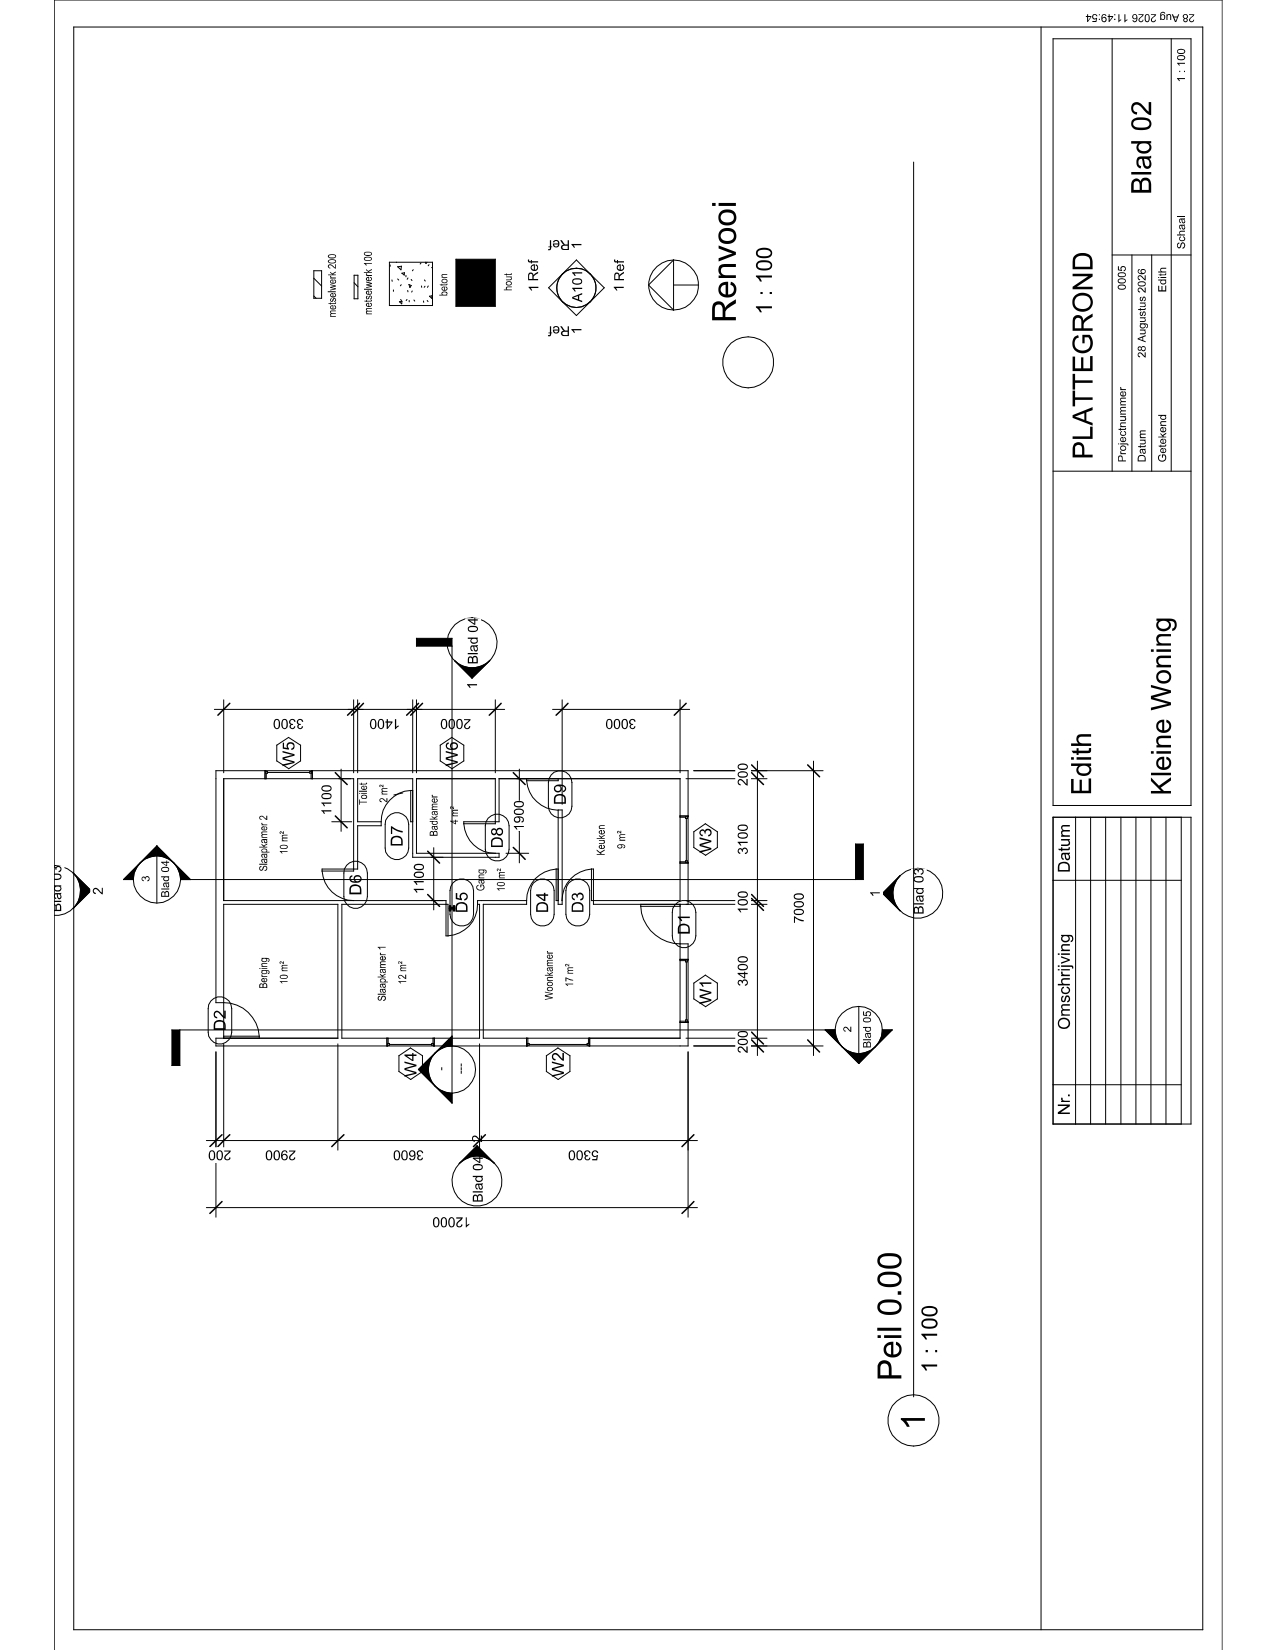 Blad 03
2
3
Blad 04
D2
200
Berging
10 m²
Slaapkamer 2
10 m²
2900
W5
3300
1100
D6
Toilet
2 m²
1400
Slaapkamer 1
12 m²
D7
W4
3600
1100
12000
Badkamer
4 m²
W6
2000
-
---
D5
Blad 04
2
Gang
10 m²
D8
1
Blad 04
1900
D4
Woonkamer
17 m²
W2
D9
D3
5300
Keuken
9 m²
3000
D1
W1
W3
200
3400
100
3100
200
7000
2
Blad 05
1
Blad 03
metselwerk 200
metselwerk 100
beton
hout
1 Ref
1 Ref
A101
1 Ref
1 Ref
Renvooi
1 : 100
1
Peil 0.00
1 : 100
Nr. Omschrijving Datum
Edith
Kleine Woning
PLATTEGROND
Projectnummer 0005
Datum 28 Augustus 2026
Getekend Edith
Blad 02
Schaal 1 : 100
28 Aug 2026 11:49:54